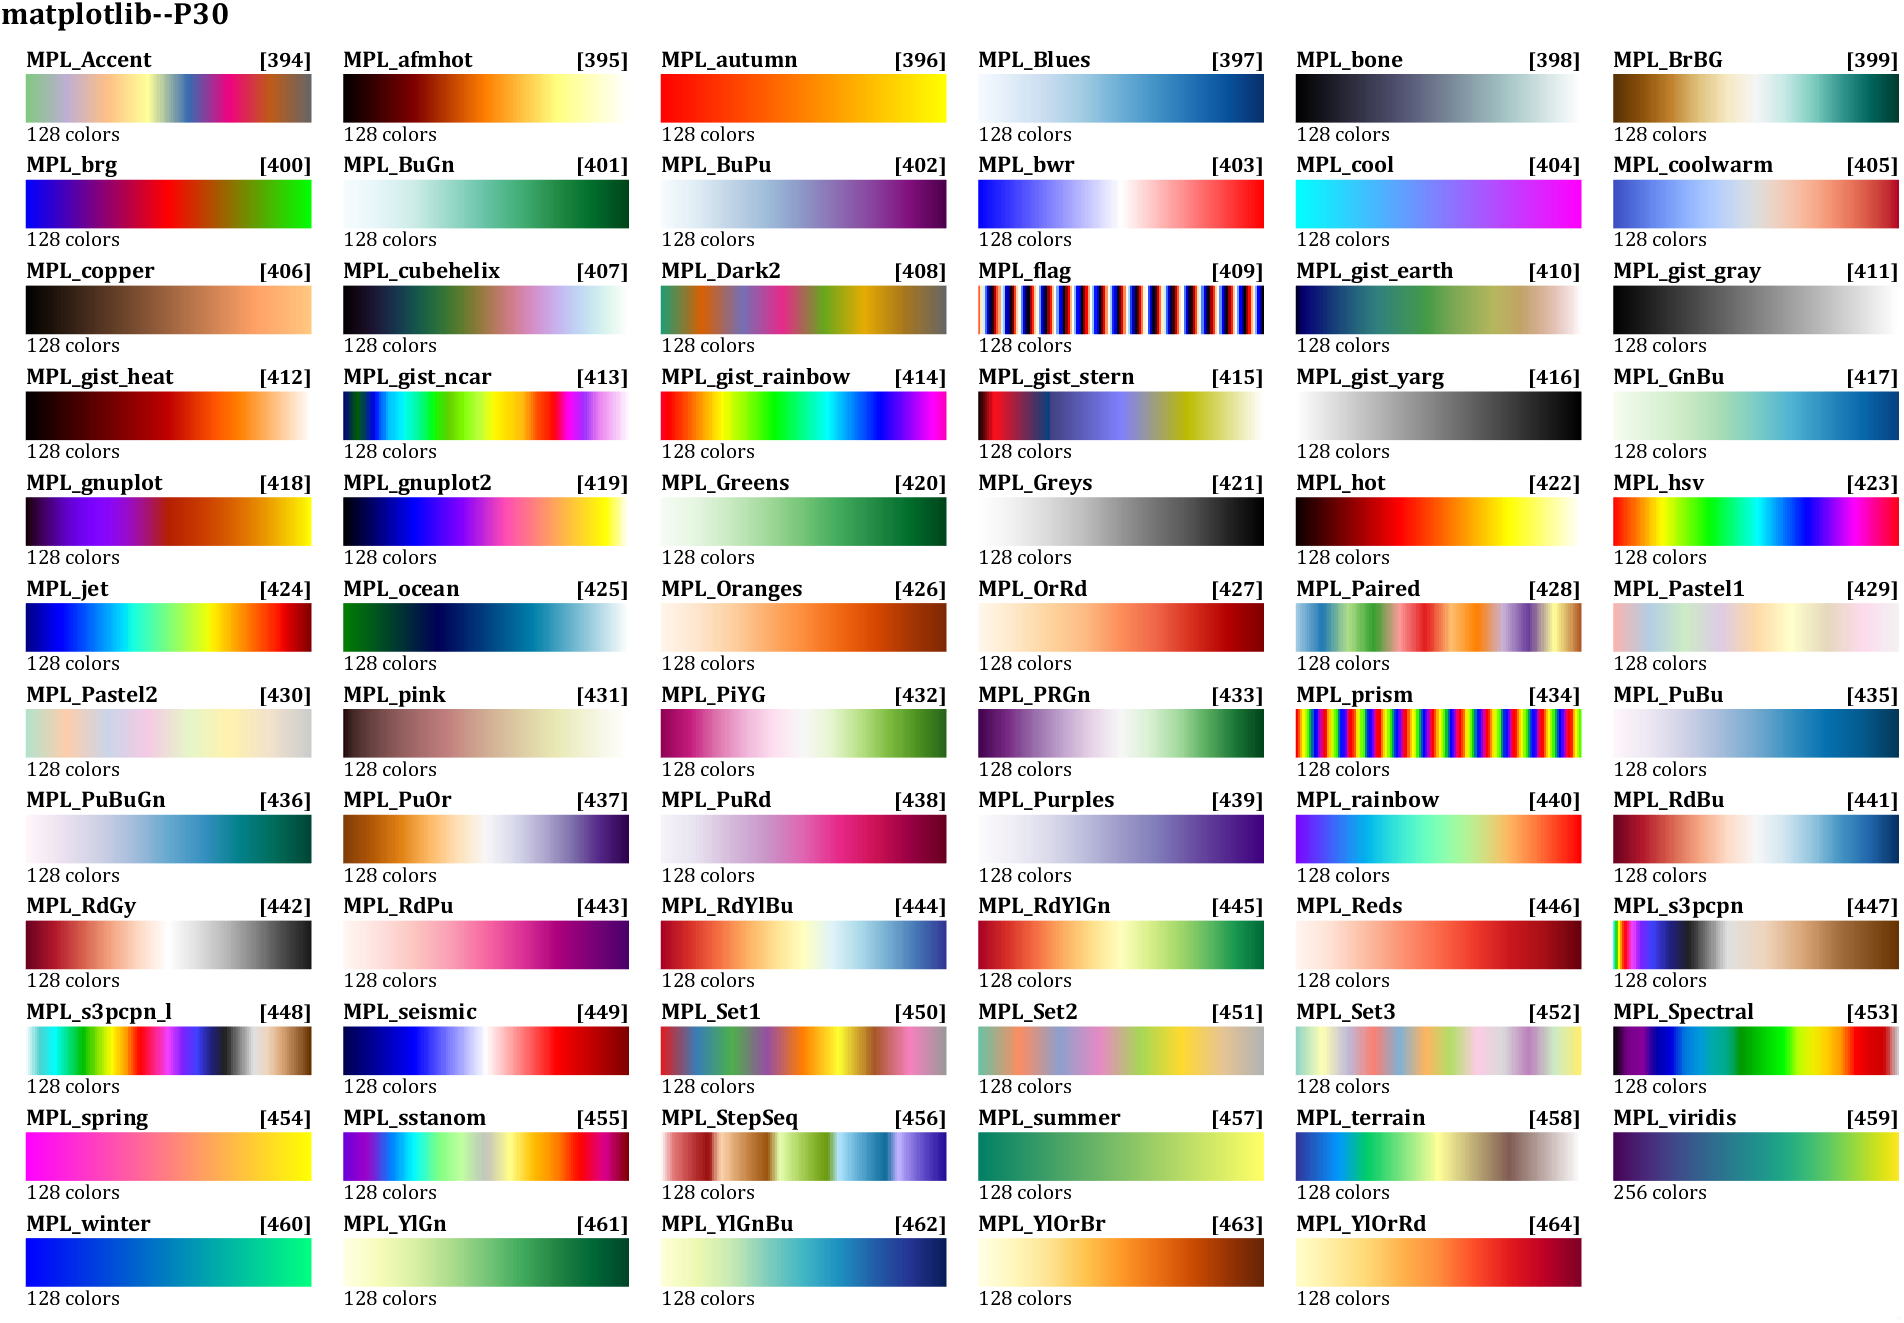 matplotlib--P30
MPL_Accent [394] MPL_afmhot [395] MPL_autumn [396] MPL_Blues [397] MPL_bone [398] MPL_BrBG [399]
128 colors 128 colors 128 colors 128 colors 128 colors 128 colors
MPL_brg [400] MPL_BuGn [401] MPL_BuPu [402] MPL_bwr [403] MPL_cool [404] MPL_coolwarm [405]
128 colors 128 colors 128 colors 128 colors 128 colors 128 colors
MPL_copper [406] MPL_cubehelix [407] MPL_Dark2 [408] MPL_flag [409] MPL_gist_earth [410] MPL_gist_gray [411]
128 colors 128 colors 128 colors 128 colors 128 colors 128 colors
MPL_gist_heat [412] MPL_gist_ncar [413] MPL_gist_rainbow [414] MPL_gist_stern [415] MPL_gist_yarg [416] MPL_GnBu [417]
128 colors 128 colors 128 colors 128 colors 128 colors 128 colors
MPL_gnuplot [418] MPL_gnuplot2 [419] MPL_Greens [420] MPL_Greys [421] MPL_hot [422] MPL_hsv [423]
128 colors 128 colors 128 colors 128 colors 128 colors 128 colors
MPL_jet [424] MPL_ocean [425] MPL_Oranges [426] MPL_OrRd [427] MPL_Paired [428] MPL_Pastel1 [429]
128 colors 128 colors 128 colors 128 colors 128 colors 128 colors
MPL_Pastel2 [430] MPL_pink [431] MPL_PiYG [432] MPL_PRGn [433] MPL_prism [434] MPL_PuBu [435]
128 colors 128 colors 128 colors 128 colors 128 colors 128 colors
MPL_PuBuGn [436] MPL_PuOr [437] MPL_PuRd [438] MPL_Purples [439] MPL_rainbow [440] MPL_RdBu [441]
128 colors 128 colors 128 colors 128 colors 128 colors 128 colors
MPL_RdGy [442] MPL_RdPu [443] MPL_RdYlBu [444] MPL_RdYlGn [445] MPL_Reds [446] MPL_s3pcpn [447]
128 colors 128 colors 128 colors 128 colors 128 colors 128 colors
MPL_s3pcpn_l [448] MPL_seismic [449] MPL_Set1 [450] MPL_Set2 [451] MPL_Set3 [452] MPL_Spectral [453]
128 colors 128 colors 128 colors 128 colors 128 colors 128 colors
MPL_spring [454] MPL_sstanom [455] MPL_StepSeq [456] MPL_summer [457] MPL_terrain [458] MPL_viridis [459]
128 colors 128 colors 128 colors 128 colors 128 colors 256 colors
MPL_winter [460] MPL_YlGn [461] MPL_YlGnBu [462] MPL_YlOrBr [463] MPL_YlOrRd [464]
128 colors 128 colors 128 colors 128 colors 128 colors